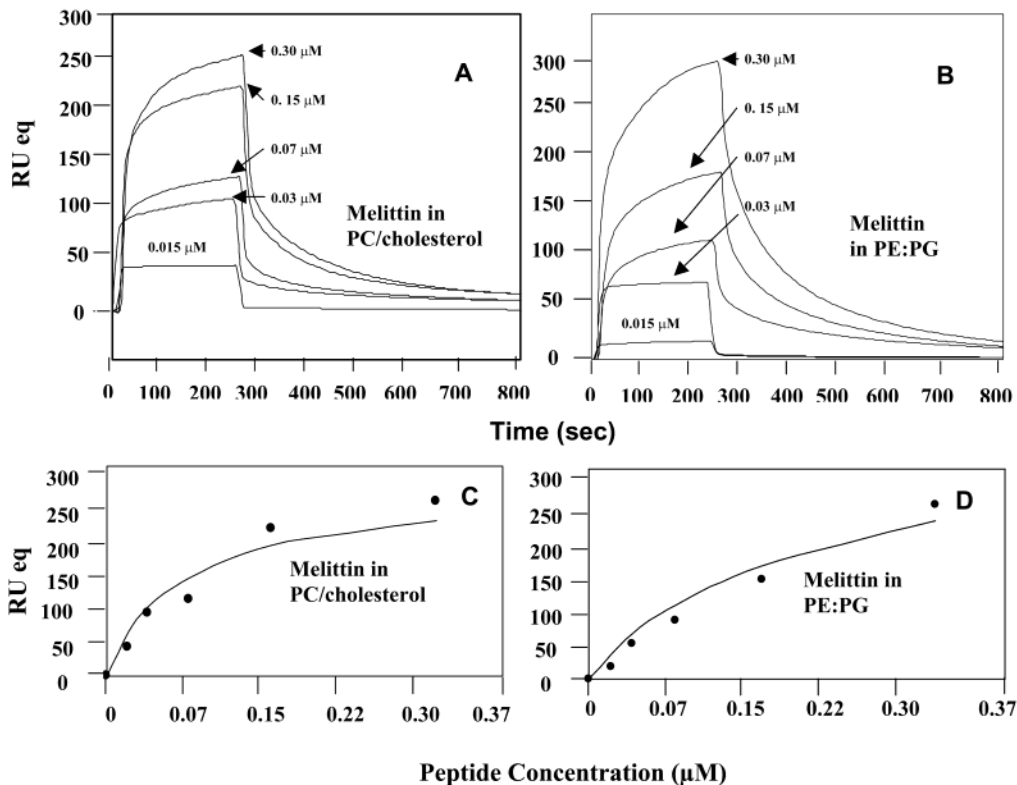 300
250
200
150
100
50
0
RU eq
A
0.30 μM
0. 15 μM
0.07 μM
0.03 μM
0.015 μM
Melittin in
PC/cholesterol
0 100 200 300 400 500 600 700 800
300
250
200
150
100
50
0
B
0.30 μM
0. 15 μM
0.07 μM
0.03 μM
0.015 μM
Melittin
in PE:PG
0 100 200 300 400 500 600 700 800
Time (sec)
300
250
200
150
100
50
0
RU eq
C
Melittin in
PC/cholesterol
0 0.07 0.15 0.22 0.30 0.37
300
250
200
150
100
50
0
D
Melittin in
PE:PG
0 0.07 0.15 0.22 0.30 0.37
Peptide Concentration (μM)